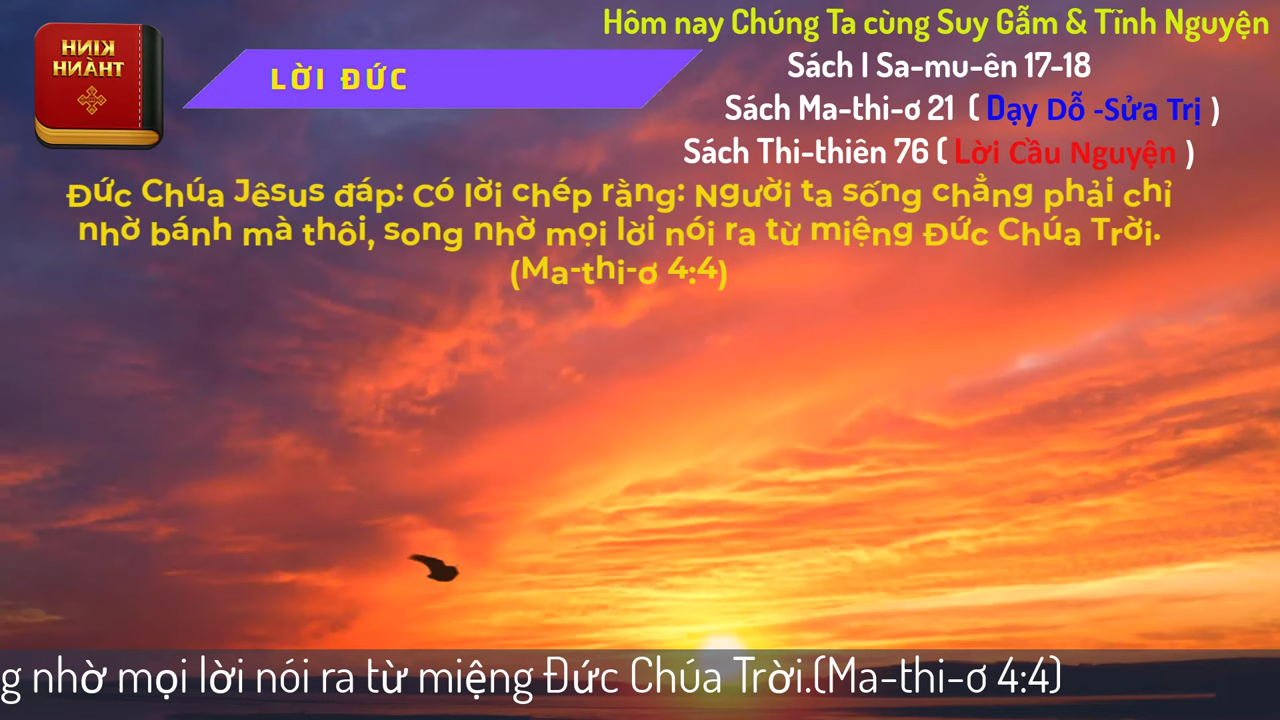 Hôm nay Chúng Ta cùng Suy Gẫm & Tĩnh Nguyện
Sách I Sa-mu-ên 17-18
Sách Ma-thi-ơ 21 ( Dạy Dỗ -Sửa Trị )
Sách Thi-thiên 76 ( Lời Cầu Nguyện )
KINH
THÀNH
LỜI ĐỨC
Đức Chúa Jêsus đáp: Có lời chép rằng: Người ta sống chẳng phải chỉ
nhờ bánh mà thôi, song nhờ mọi lời nói ra từ miệng Đức Chúa Trời.
(Ma-thi-ơ 4:4)
g nhờ mọi lời nói ra từ miệng Đức Chúa Trời.(Ma-thi-ơ 4:4)